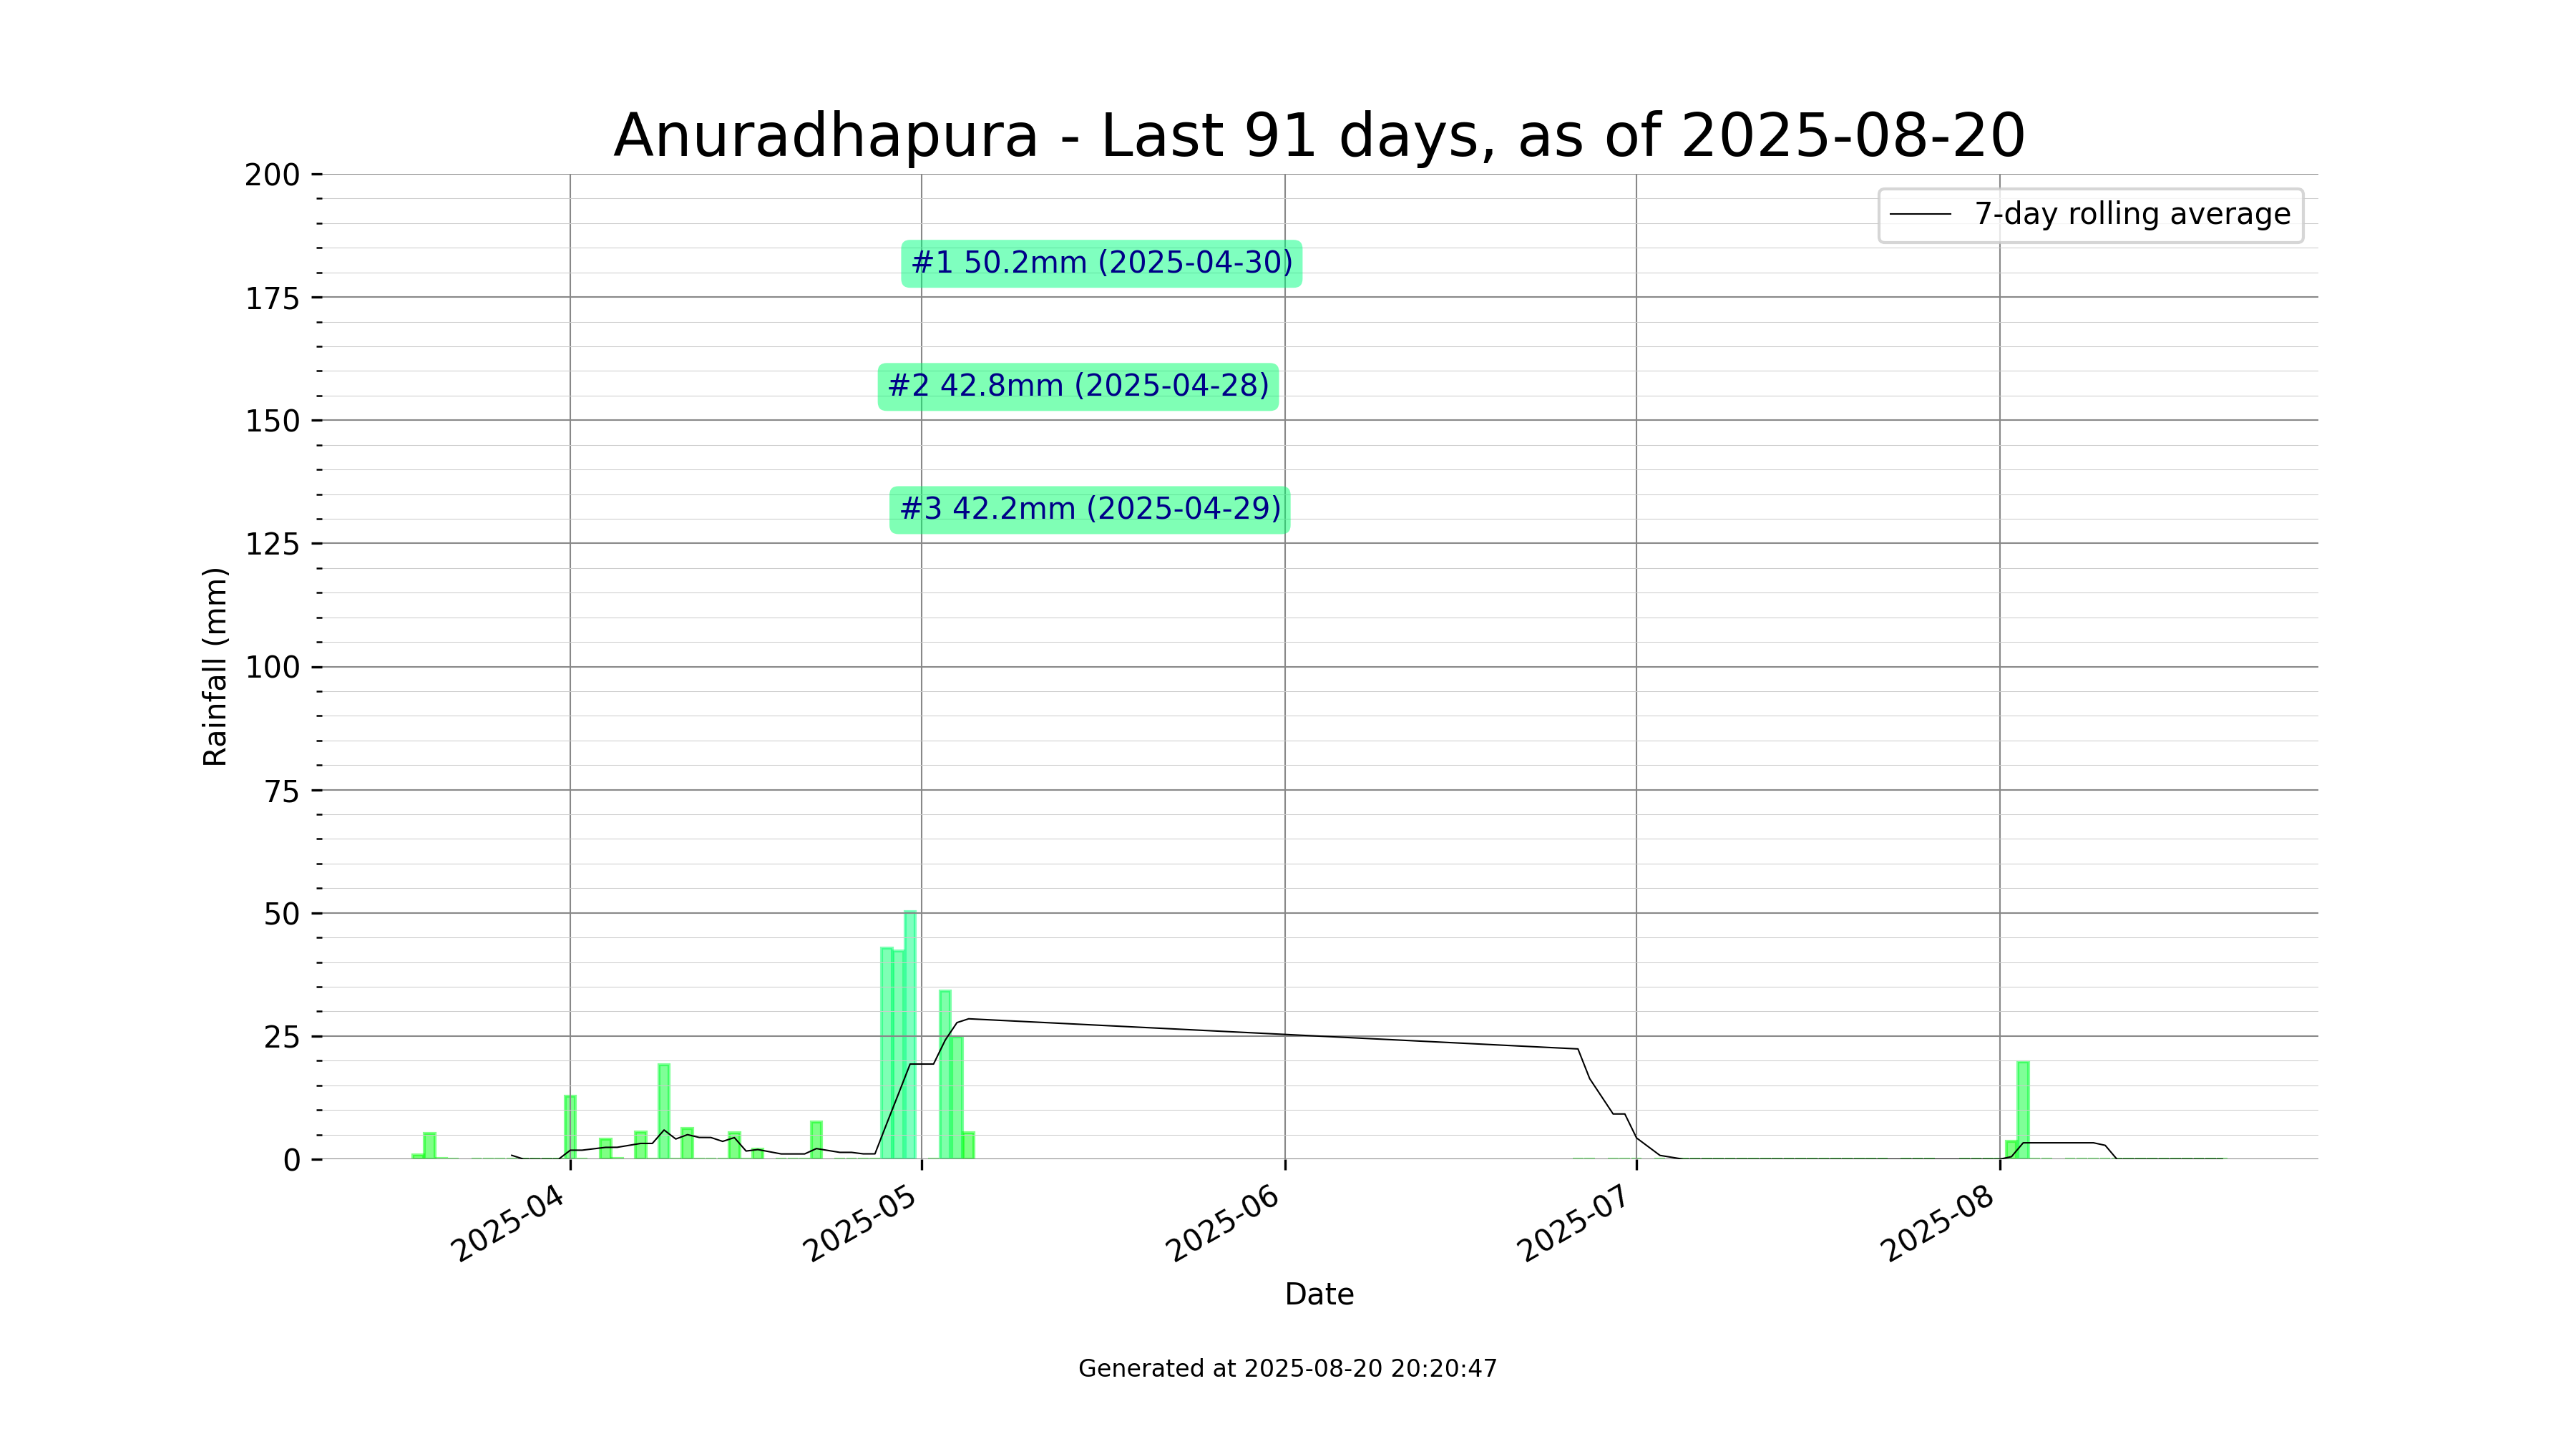 Anuradhapura - Last 91 days, as of 2025-08-20
7-day rolling average
#1 50.2mm (2025-04-30)
#2 42.8mm (2025-04-28)
#3 42.2mm (2025-04-29)
Rainfall (mm)
200
175
150
125
100
75
50
25
0
2025-04
2025-05
2025-06
2025-07
2025-08
Date
Generated at 2025-08-20 20:20:47